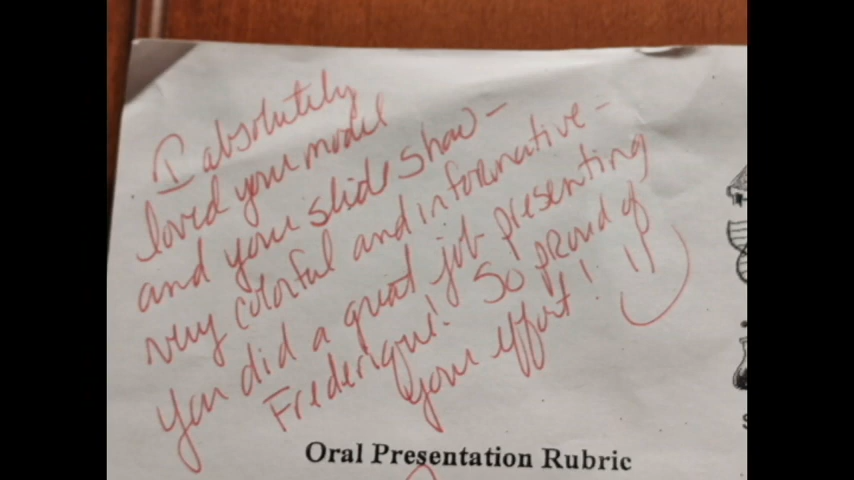 I absolutely
loved your model
and your slide show -
very colorful and informative -
you did a great job presenting
Frederique! So proud of
your effort!
Oral Presentation Rubric